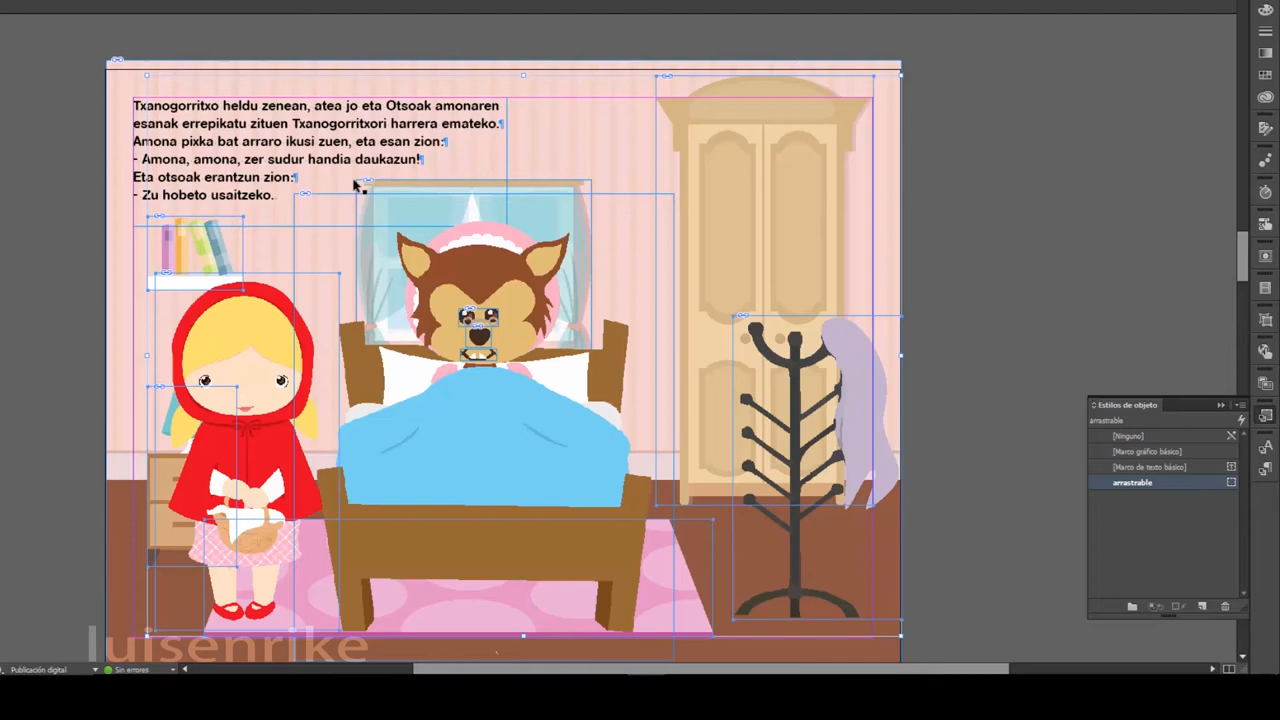 Txanogorritxo heldu zenean, atea jo eta Otsoak amonaren
esanak errepikatu zituen Txanogorritxori harrera emateko.¶
Amona pixka bat arraro ikusi zuen, eta esan zion:¶
- Amona, amona, zer sudur handia daukazun!¶
Eta otsoak erantzun zion:¶
- Zu hobeto usaitzeko.
Estilos de objeto
arrastrable
[Ninguno]
[Marco gráfico básico]
[Marco de texto básico]
arrastrable
luisenrike
Publicación digital
Sin errores